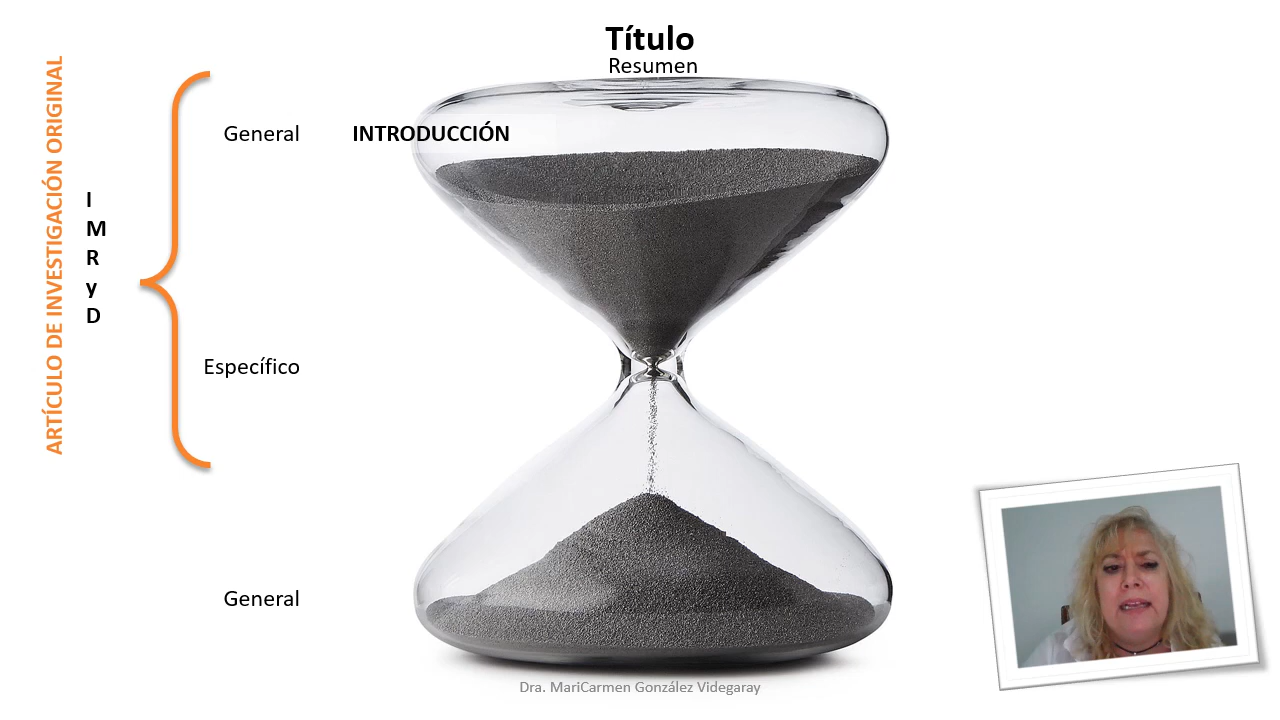 Título
Resumen
ARTÍCULO DE INVESTIGACIÓN ORIGINAL
I
M
R
y
D
General
INTRODUCCIÓN
Específico
General
Dra. MariCarmen González Videgaray